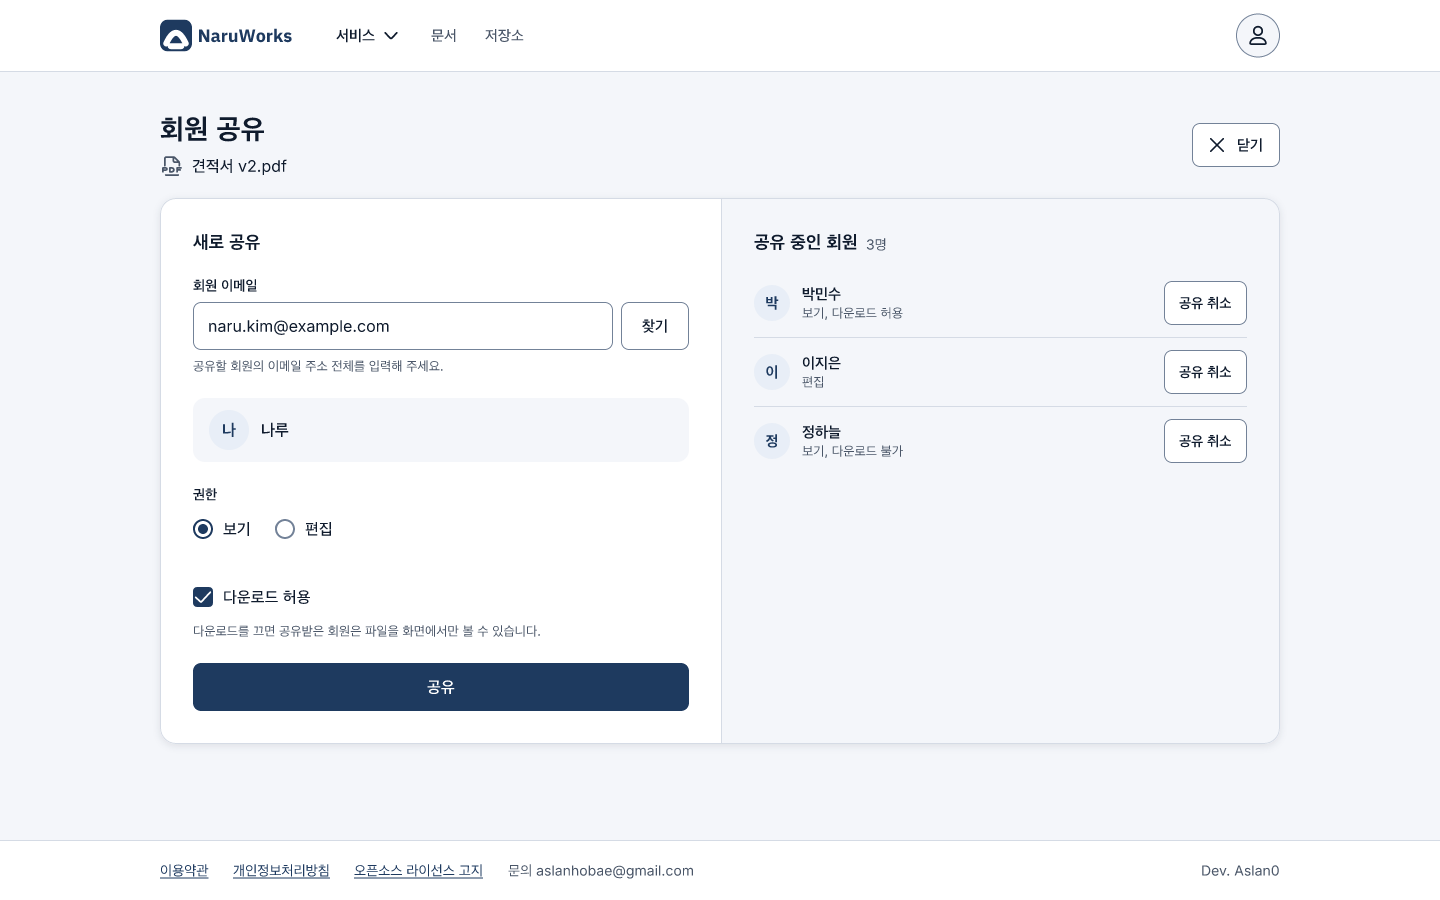 NaruWorks
서비스
문서
저장소
회원 공유
PDF
견적서 v2.pdf
닫기
새로 공유
회원 이메일
naru.kim@example.com
찾기
공유할 회원의 이메일 주소 전체를 입력해 주세요.
나
나루
권한
보기
편집
다운로드 허용
다운로드를 끄면 공유받은 회원은 파일을 화면에서만 볼 수 있습니다.
공유
공유 중인 회원 3명
박
박민수
보기, 다운로드 허용
공유 취소
이
이지은
편집
공유 취소
정
정하늘
보기, 다운로드 불가
공유 취소
이용약관
개인정보처리방침
오픈소스 라이선스 고지
문의 aslanhobae@gmail.com
Dev. Aslan0